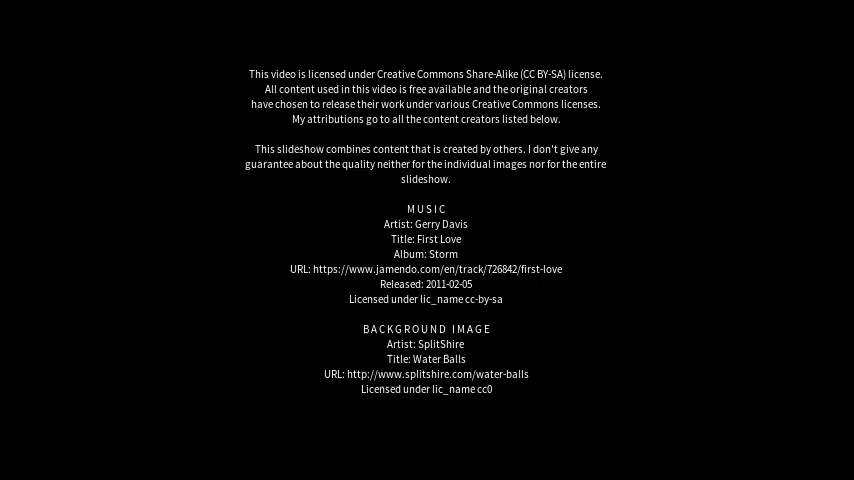 This video is licensed under Creative Commons Share-Alike (CC BY-SA) license.
All content used in this video is free available and the original creators
have chosen to release their work under various Creative Commons licenses.
My attributions go to all the content creators listed below.
This slideshow combines content that is created by others. I don't give any
guarantee about the quality neither for the individual images nor for the entire
slideshow.
MUSIC
Artist: Gerry Davis
Title: First Love
Album: Storm
URL: https://www.jamendo.com/en/track/726842/first-love
Released: 2011-02-05
Licensed under lic_name cc-by-sa
BACKGROUND IMAGE
Artist: SplitShire
Title: Water Balls
URL: http://www.splitshire.com/water-balls
Licensed under lic_name cc0